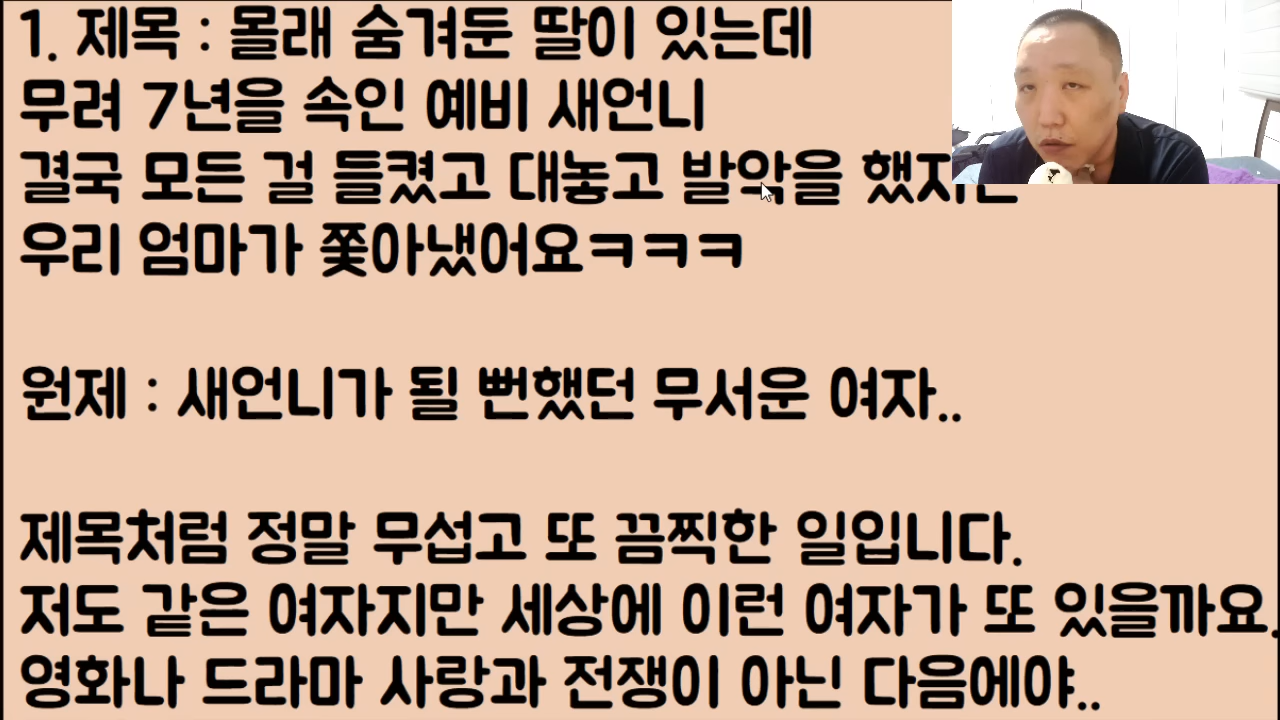 1. 제목 : 몰래 숨겨둔 딸이 있는데
무려 7년을 속인 예비 새언니
결국 모든 걸 들켰고 대놓고 발악을
우리 엄마가 쫓아냈어요ㅋㅋㅋ
원제 : 새언니가 될 뻔했던 무서운 여자..
제목처럼 정말 무섭고 또 끔찍한 일입니다.
저도 같은 여자지만 세상에 이런 여자가 또 있을까요.
영화나 드라마 사랑과 전쟁이 아닌 다음에야..